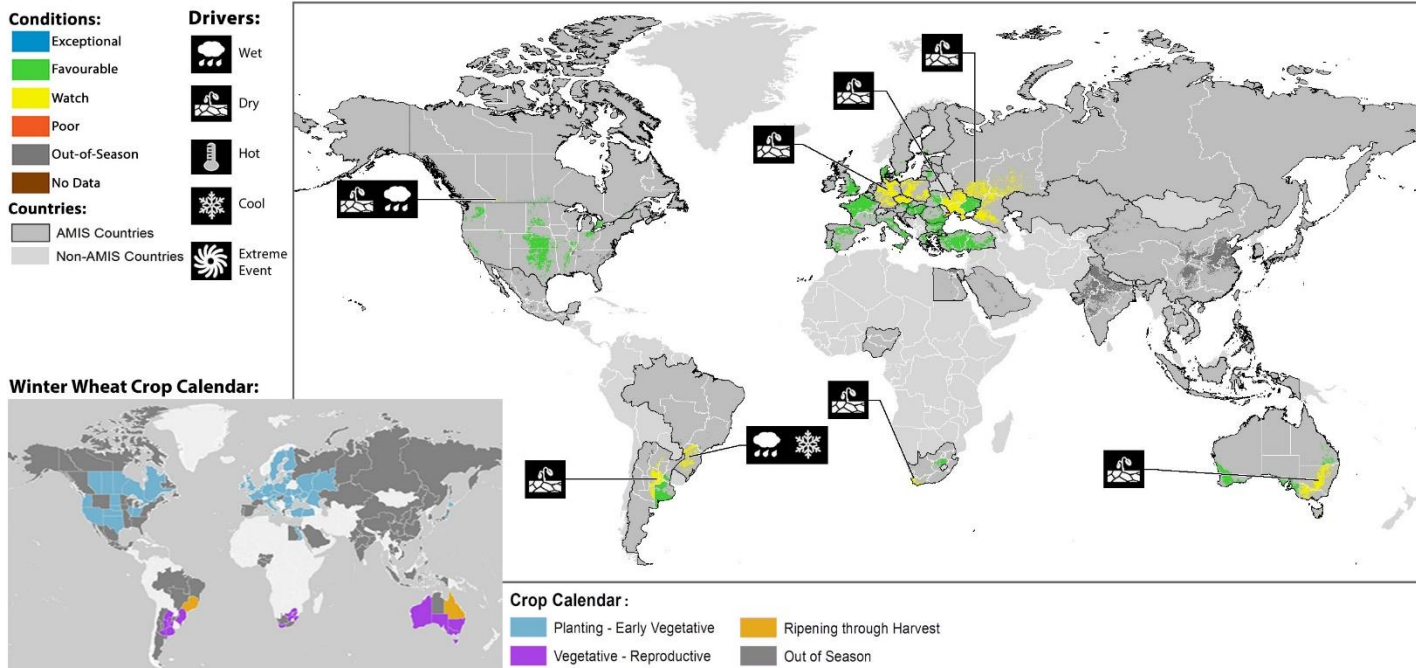 Conditions:
Exceptional
Favourable
Watch
Poor
Out-of-Season
No Data
Countries:
AMIS Countries
Non-AMIS Countries
Drivers:
Wet
Dry
Hot
Cool
Extreme
Event
Winter Wheat Crop Calendar:
Crop Calendar :
Planting - Early Vegetative
Vegetative - Reproductive
Ripening through Harvest
Out of Season